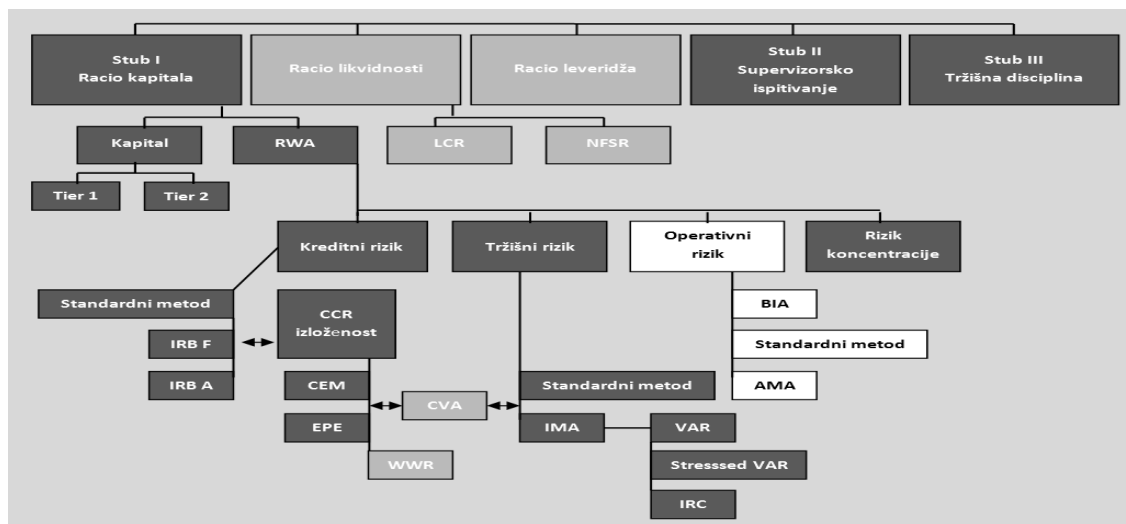 Stub I
Racio kapitala
Racio likvidnosti
Racio leveridža
Stub II
Supervizorsko
ispitivanje
Stub III
Tržišna disciplina
Kapital
RWA
LCR
NFSR
Tier 1
Tier 2
Kreditni rizik
Tržišni rizik
Operativni
rizik
Rizik
koncentracije
Standardni metod
IRB F
IRB A
CCR
izloženost
CEM
EPE
WWR
CVA
Standardni metod
IMA
VAR
Stresssed VAR
IRC
BIA
Standardni metod
AMA